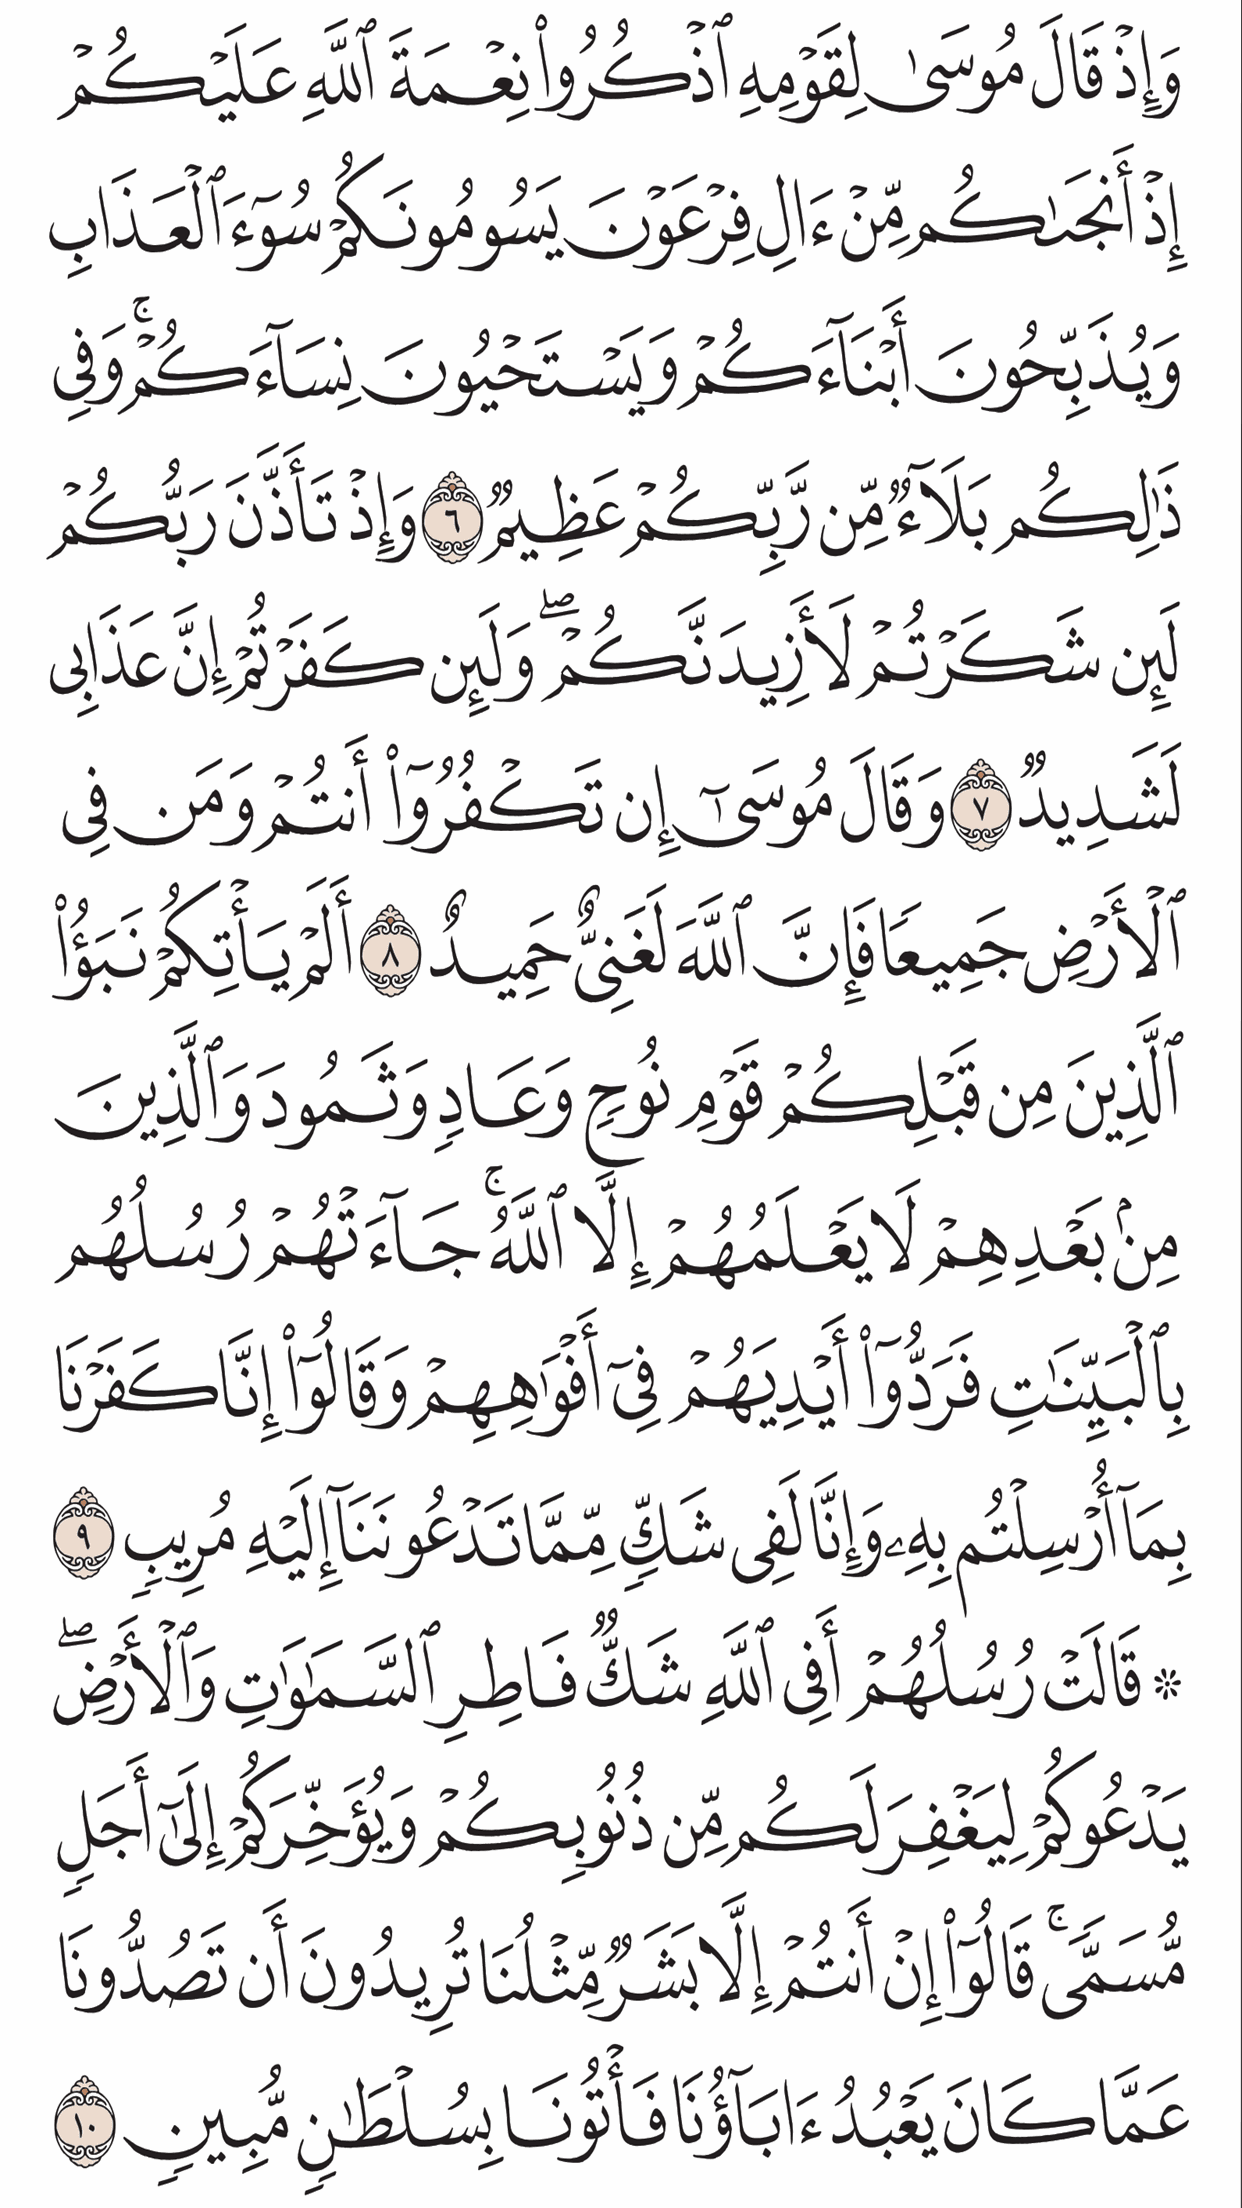 وَإِذۡ قَالَ مُوسَىٰ لِقَوۡمِهِ ٱذۡكُرُواْ نِعۡمَةَ ٱللَّهِ عَلَيۡكُمۡ
إِذۡ أَنجَىٰكُم مِّنۡ ءَالِ فِرۡعَوۡنَ يَسُومُونَكُمۡ سُوٓءَ ٱلۡعَذَابِ
وَيُذَبِّحُونَ أَبۡنَآءَكُمۡ وَيَسۡتَحۡيُونَ نِسَآءَكُمۡۚ وَفِي
ذَٰلِكُم بَلَآءٞ مِّن رَّبِّكُمۡ عَظِيمٞ ٦ وَإِذۡ تَأَذَّنَ رَبُّكُمۡ
لَئِن شَكَرۡتُمۡ لَأَزِيدَنَّكُمۡۖ وَلَئِن كَفَرۡتُمۡ إِنَّ عَذَابِي
لَشَدِيدٞ ٧ وَقَالَ مُوسَىٰٓ إِن تَكۡفُرُوٓاْ أَنتُمۡ وَمَن فِي
ٱلۡأَرۡضِ جَمِيعٗا فَإِنَّ ٱللَّهَ لَغَنِيٌّ حَمِيدٌ ٨ أَلَمۡ يَأۡتِكُمۡ نَبَؤُاْ
ٱلَّذِينَ مِن قَبۡلِكُمۡ قَوۡمِ نُوحٖ وَعَادٖ وَثَمُودَ وَٱلَّذِينَ
مِنۢ بَعۡدِهِمۡ لَا يَعۡلَمُهُمۡ إِلَّا ٱللَّهُۚ جَآءَتۡهُمۡ رُسُلُهُم
بِٱلۡبَيِّنَٰتِ فَرَدُّوٓاْ أَيۡدِيَهُمۡ فِيٓ أَفۡوَٰهِهِمۡ وَقَالُوٓاْ إِنَّا كَفَرۡنَا
بِمَآ أُرۡسِلۡتُم بِهِۦ وَإِنَّا لَفِي شَكّٖ مِّمَّا تَدۡعُونَنَآ إِلَيۡهِ مُرِيبٖ ٩
۞ قَالَتۡ رُسُلُهُمۡ أَفِي ٱللَّهِ شَكّٞ فَاطِرِ ٱلسَّمَٰوَٰتِ وَٱلۡأَرۡضِۖ
يَدۡعُوكُمۡ لِيَغۡفِرَ لَكُم مِّن ذُنُوبِكُمۡ وَيُؤَخِّرَكُمۡ إِلَىٰٓ أَجَلٖ
مُّسَمّٗىۚ قَالُوٓاْ إِنۡ أَنتُمۡ إِلَّا بَشَرٞ مِّثۡلُنَا تُرِيدُونَ أَن تَصُدُّونَا
عَمَّا كَانَ يَعۡبُدُ ءَابَآؤُنَا فَأۡتُونَا بِسُلۡطَٰنٖ مُّبِينٖ ١٠